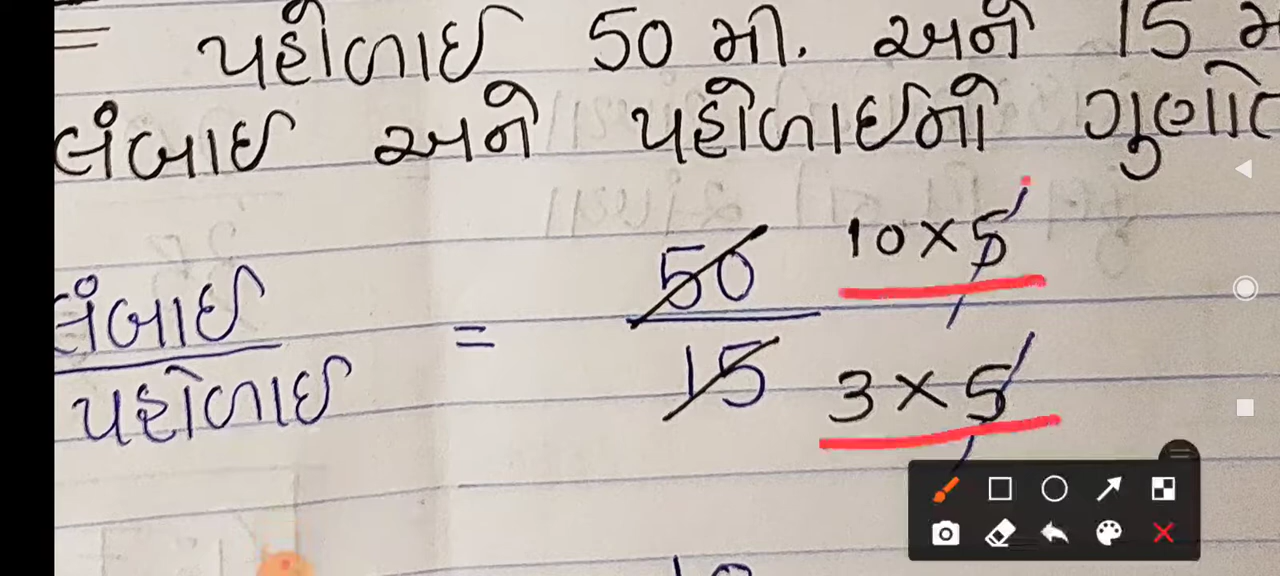 પહોળાઈ 50 મી. અને 15
લંબાઈ અને પહોળાઈનો
50 10 × 5
લંબાઈ =
પહોળાઈ
15 3 × 5